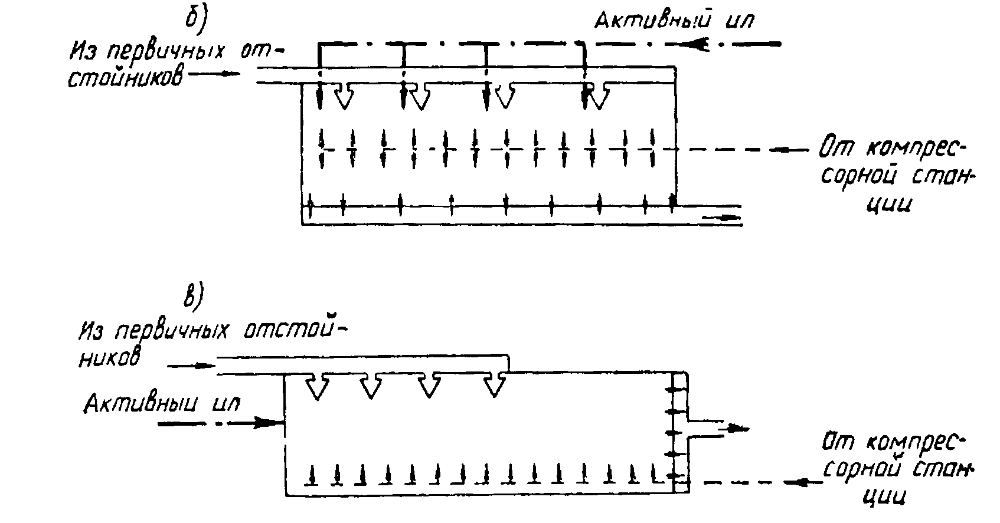 б)
Активный ил
Из первичных от-
стойников
От компрес-
сорной стан-
ции
в)
Из первичных отстой-
ников
Активный ил
От компрес-
сорной стан-
ции